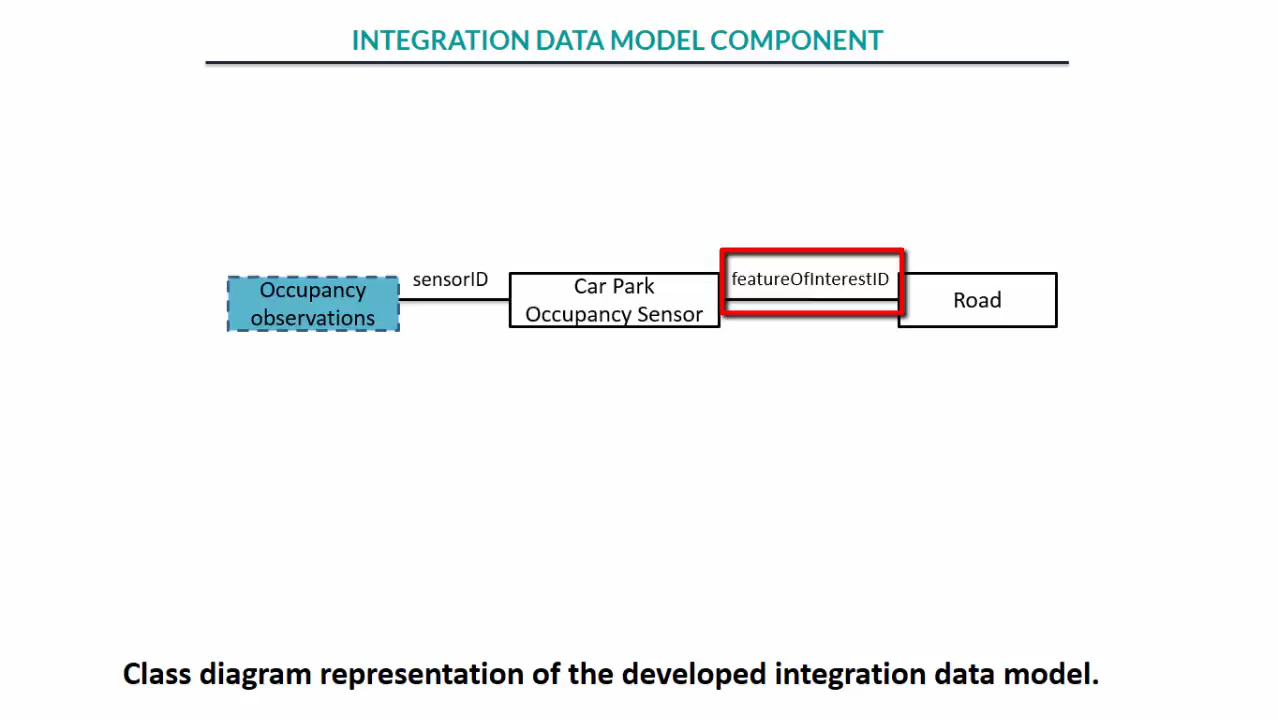 INTEGRATION DATA MODEL COMPONENT
Occupancy
observations
sensorID
Car Park
Occupancy Sensor
featureOfInterestID
Road
Class diagram representation of the developed integration data model.